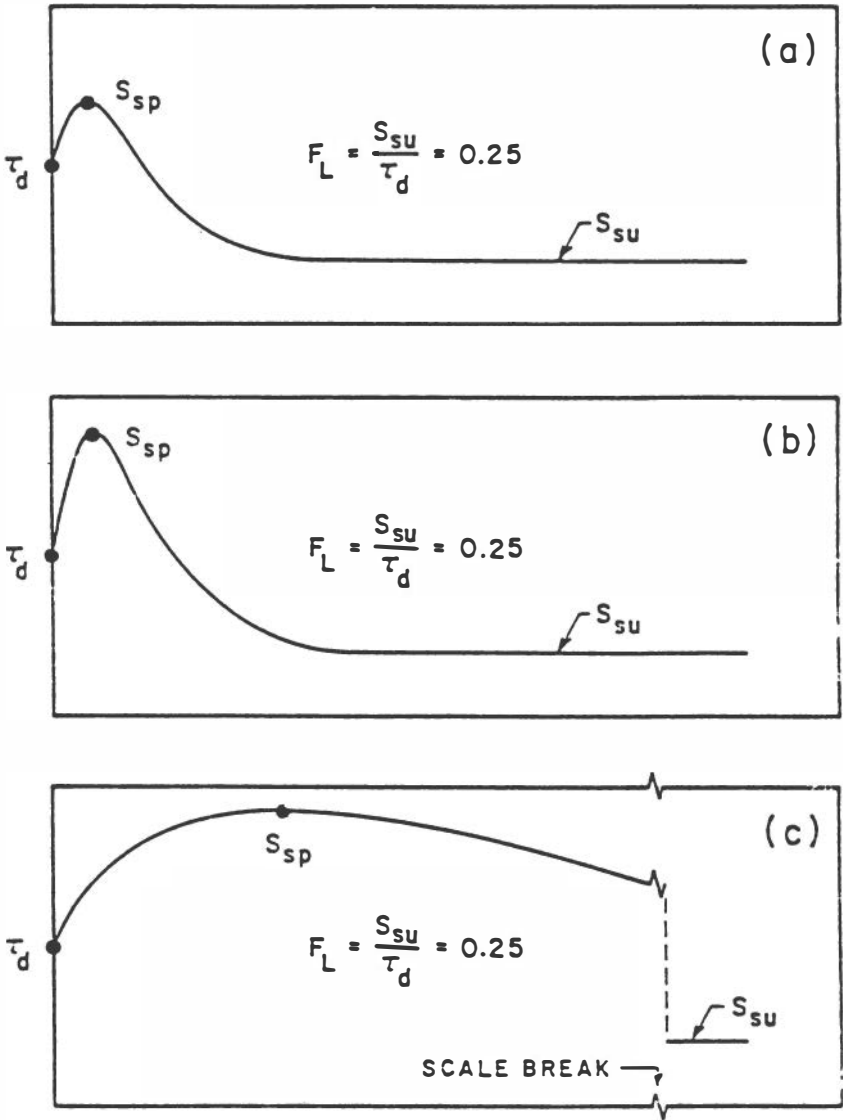 (a)
S_sp
τ_d
F_L = S_su / τ_d = 0.25
S_su
(b)
S_sp
τ_d
F_L = S_su / τ_d = 0.25
S_su
(c)
S_sp
τ_d
F_L = S_su / τ_d = 0.25
S_su
SCALE BREAK